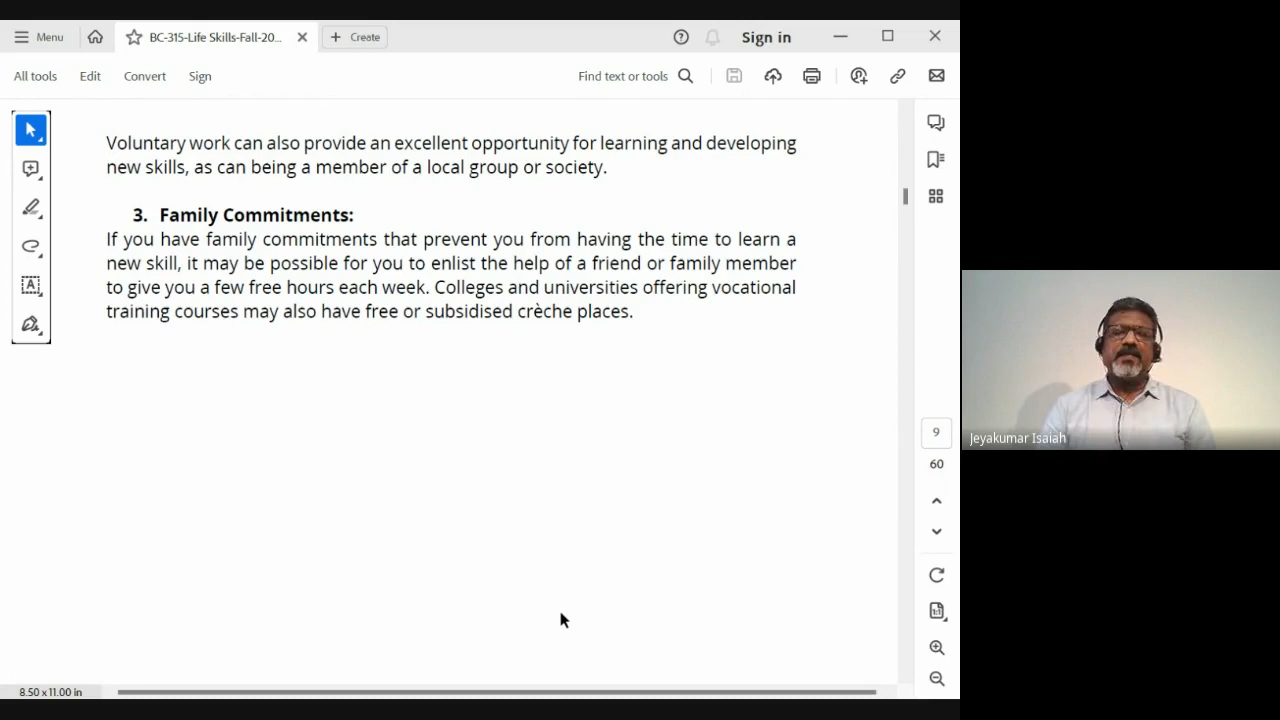 Menu
BC-315-Life Skills-Fall-20...
Create
Sign in
All tools
Edit
Convert
Sign
Find text or tools
Voluntary work can also provide an excellent opportunity for learning and developing
new skills, as can being a member of a local group or society.
3. Family Commitments:
If you have family commitments that prevent you from having the time to learn a
new skill, it may be possible for you to enlist the help of a friend or family member
to give you a few free hours each week. Colleges and universities offering vocational
training courses may also have free or subsidised crèche places.
9
60
8.50 x 11.00 in
Jeyakumar Isaiah